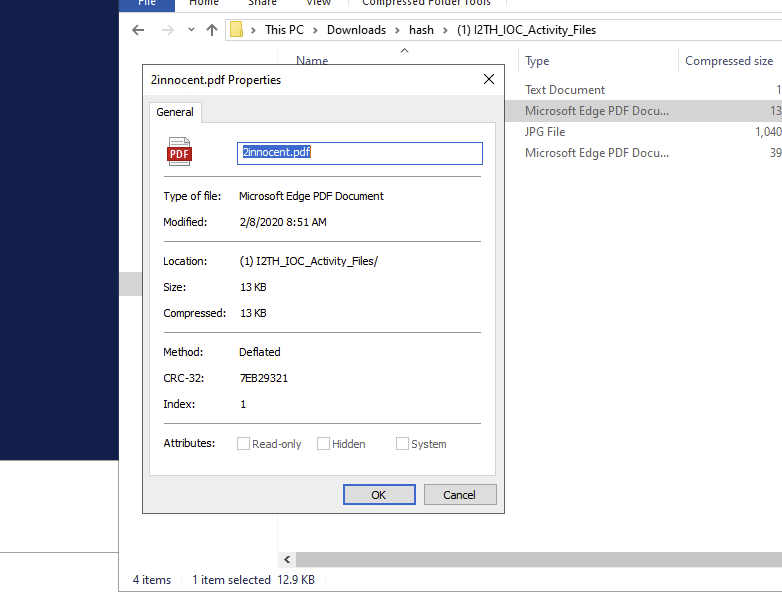 File Home Share View Compressed Folder Tools
This PC > Downloads > hash > (1) I2TH_IOC_Activity_Files
Name Type Compressed size
2innocent.pdf Properties
General
Text Document 1
Microsoft Edge PDF Docu... 13
JPG File 1,040
Microsoft Edge PDF Docu... 39
PDF 2innocent.pdf
Type of file: Microsoft Edge PDF Document
Modified: 2/8/2020 8:51 AM
Location: (1) I2TH_IOC_Activity_Files/
Size: 13 KB
Compressed: 13 KB
Method: Deflated
CRC-32: 7EB29321
Index: 1
Attributes: Read-only Hidden System
OK Cancel
4 items 1 item selected 12.9 KB